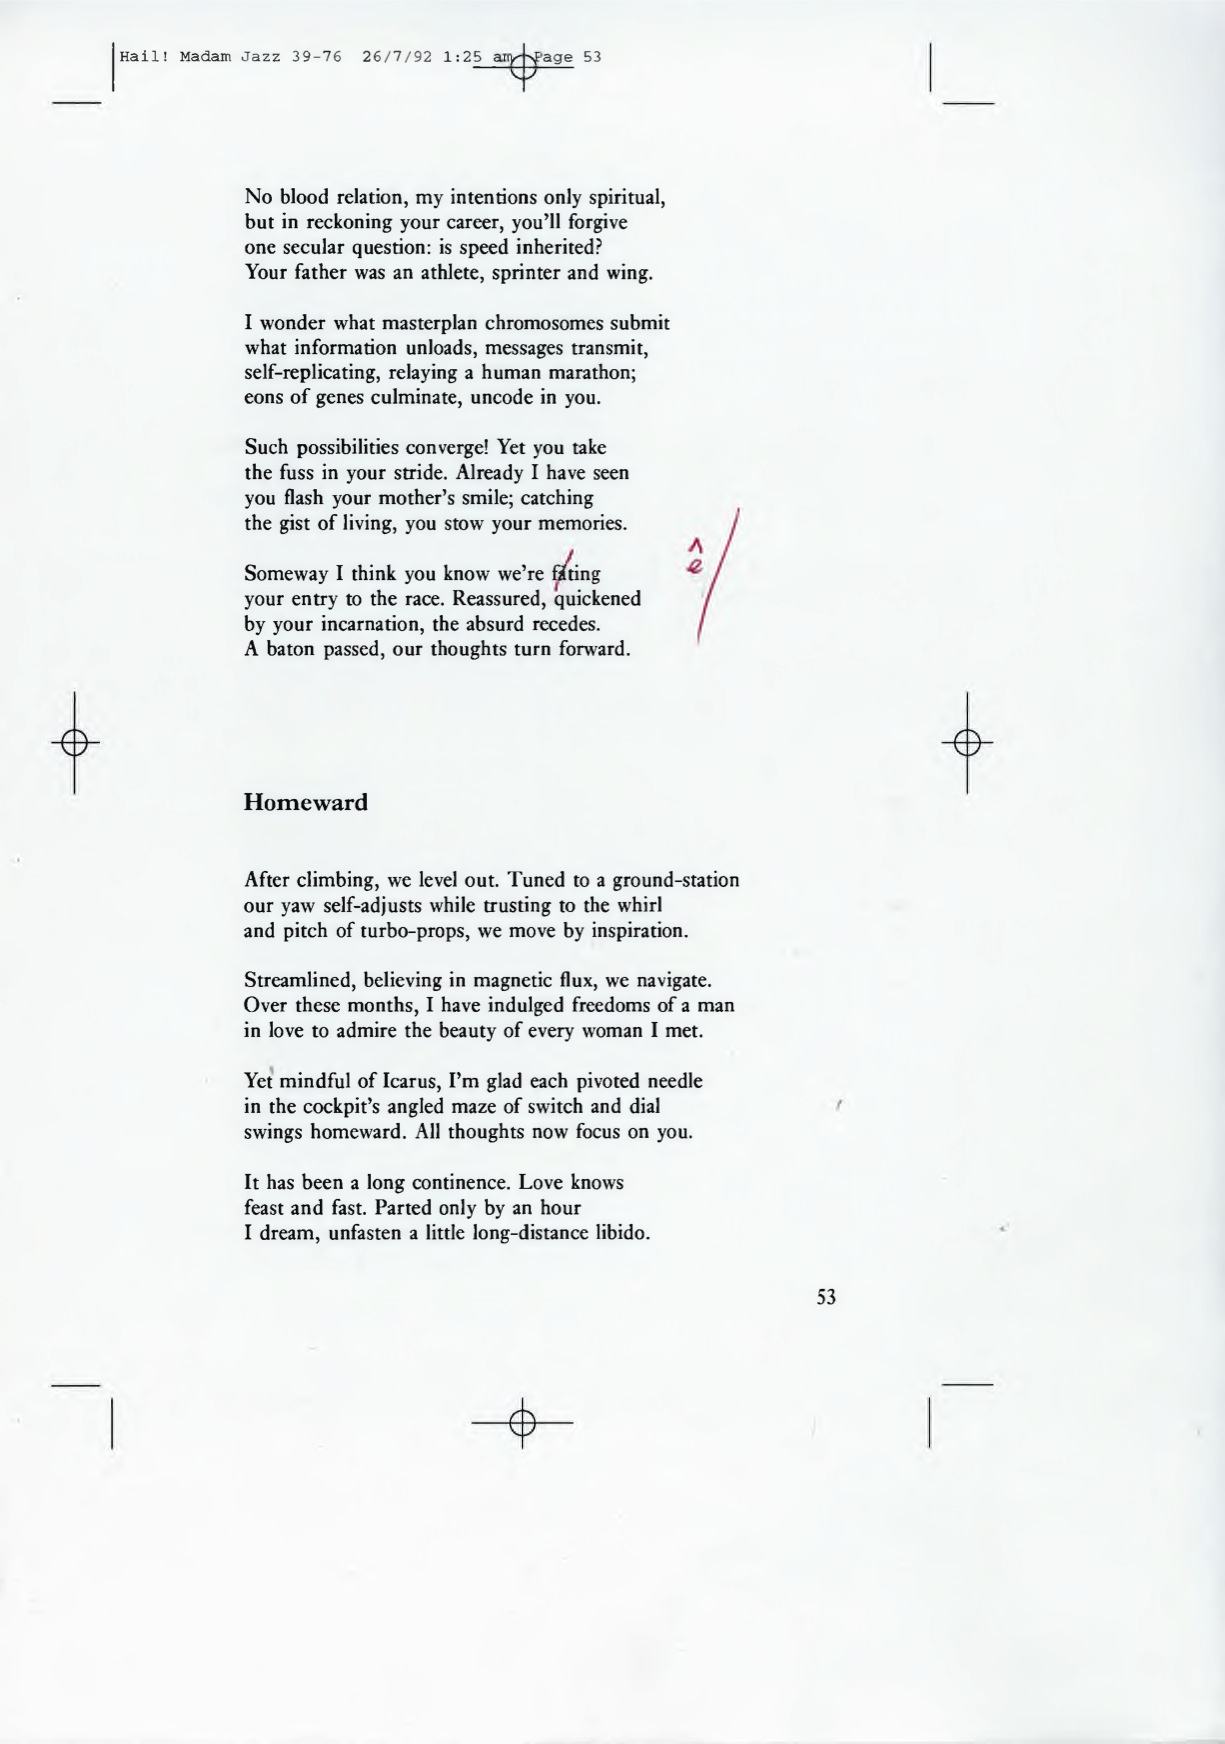 Hail! Madam Jazz 39-76 26/7/92 1:25 am Page 53
No blood relation, my intentions only spiritual,
but in reckoning your career, you'll forgive
one secular question: is speed inherited?
Your father was an athlete, sprinter and wing.
I wonder what masterplan chromosomes submit
what information unloads, messages transmit,
self-replicating, relaying a human marathon;
eons of genes culminate, uncode in you.
Such possibilities converge! Yet you take
the fuss in your stride. Already I have seen
you flash your mother's smile; catching
the gist of living, you stow your memories.
Someway I think you know we're
ê /
your entry to the race. Reassured, quickened
by your incarnation, the absurd recedes.
A baton passed, our thoughts turn forward.
Homeward
After climbing, we level out. Tuned to a ground-station
our yaw self-adjusts while trusting to the whirl
and pitch of turbo-props, we move by inspiration.
Streamlined, believing in magnetic flux, we navigate.
Over these months, I have indulged freedoms of a man
in love to admire the beauty of every woman I met.
Yet mindful of Icarus, I'm glad each pivoted needle
in the cockpit's angled maze of switch and dial
swings homeward. All thoughts now focus on you.
It has been a long continence. Love knows
feast and fast. Parted only by an hour
I dream, unfasten a little long-distance libido.
53